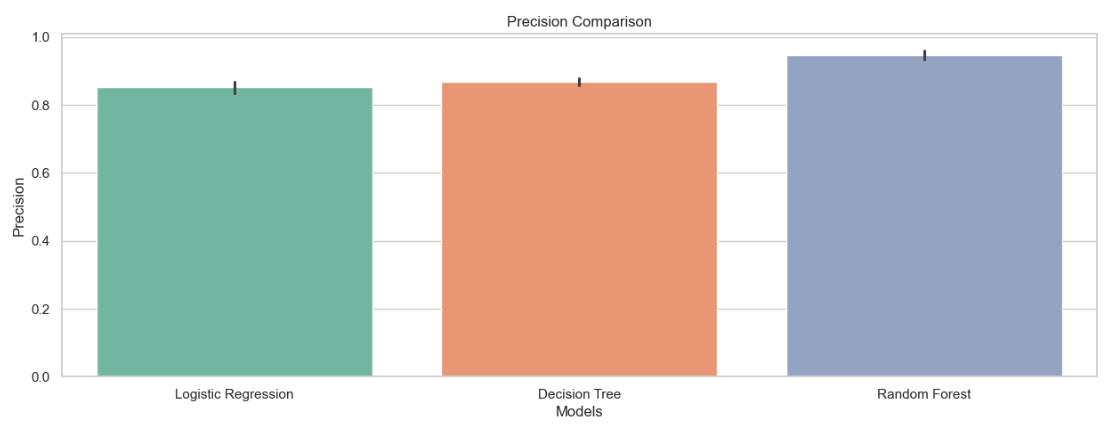 Precision Comparison
1.0
0.8
0.6
0.4
0.2
0.0
Precision
Logistic Regression
Decision Tree
Random Forest
Models